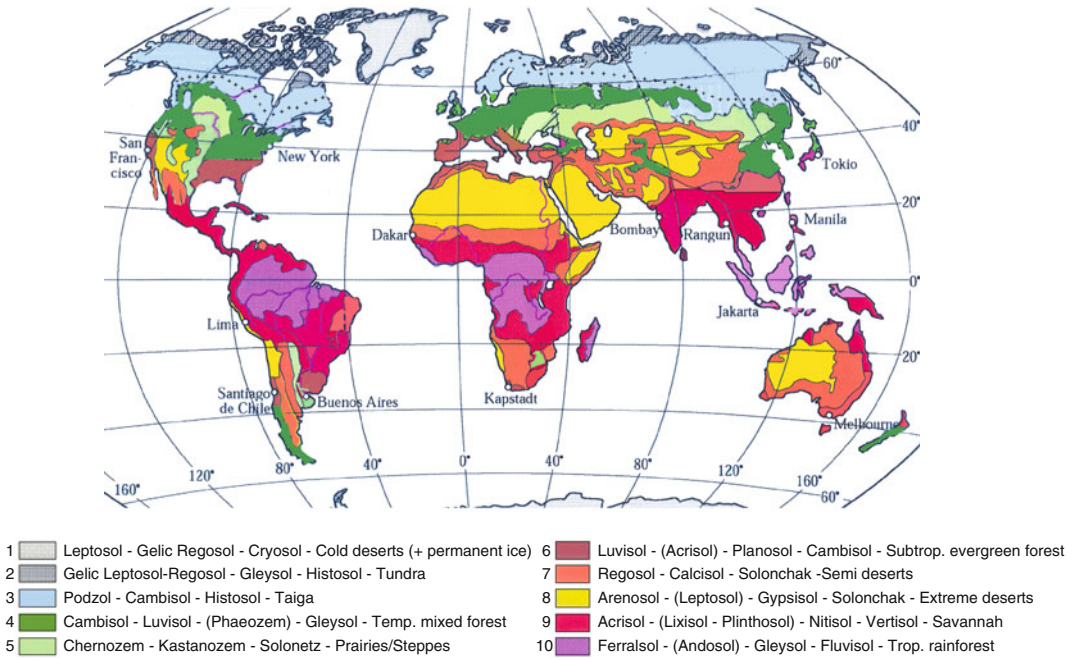 60°
40°
San
Fran-
cisco
New York
Tokio
20°
Dakar
Bombay
Rangun
Manila
0°
Jakarta
Lima
20°
Santiago
de Chile
Buenos Aires
Kapstadt
Melbourne
160°
120°
80°
40°
0°
40°
80°
120°
160°
60°
1 Leptosol - Gelic Regosol - Cryosol - Cold deserts (+ permanent ice)
2 Gelic Leptosol-Regosol - Gleysol - Histosol - Tundra
3 Podzol - Cambisol - Histosol - Taiga
4 Cambisol - Luvisol - (Phaeozem) - Gleysol - Temp. mixed forest
5 Chernozem - Kastanozem - Solonetz - Prairies/Steppes
6 Luvisol - (Acrisol) - Planosol - Cambisol - Subtrop. evergreen forest
7 Regosol - Calcisol - Solonchak -Semi deserts
8 Arenosol - (Leptosol) - Gypsisol - Solonchak - Extreme deserts
9 Acrisol - (Lixisol - Plinthosol) - Nitisol - Vertisol - Savannah
10 Ferralsol - (Andosol) - Gleysol - Fluvisol - Trop. rainforest